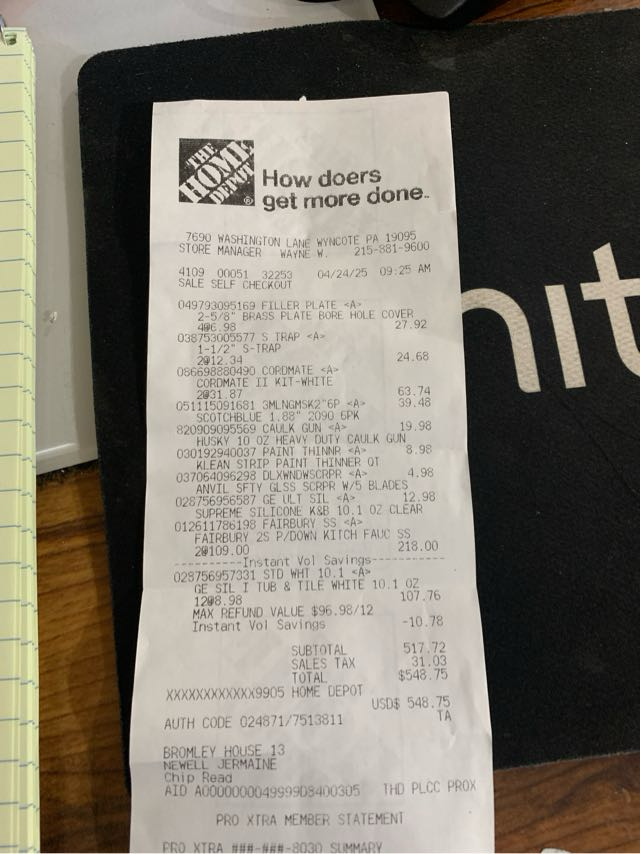 THE
HOME
DEPOT
®
How doers
get more done™
7690 WASHINGTON LANE WYNCOTE PA 19095
STORE MANAGER WAYNE W. 215-881-9600
4109 00051 32253 04/24/25 09:25 AM
SALE SELF CHECKOUT
049793095169 FILLER PLATE <A>
2-5/8" BRASS PLATE BORE HOLE COVER
4@6.98 27.92
038753005577 S TRAP <A>
1-1/2" S-TRAP
2@12.34 24.68
086698880490 CORDMATE <A>
CORDMATE II KIT-WHITE
2@31.87 63.74
051115091681 3MLNGMSK2"6P <A> 39.48
SCOTCHBLUE 1.88" 2090 6PK
820909095569 CAULK GUN <A> 19.98
HUSKY 10 OZ HEAVY DUTY CAULK GUN
030192940037 PAINT THINNR <A> 8.98
KLEAN STRIP PAINT THINNER QT
037064096298 DLXWNDWSCRPR <A> 4.98
ANVIL 5FTY GLSS SCRPR W/5 BLADES
028756956587 GE ULT SIL <A> 12.98
SUPREME SILICONE K&B 10.1 OZ CLEAR
012611786198 FAIRBURY SS <A>
FAIRBURY 2S P/DOWN KITCH FAUC SS
2@109.00 218.00
----------Instant Vol Savings----------
028756957331 STD WHT 10.1 <A>
GE SIL I TUB & TILE WHITE 10.1 OZ
12@8.98 107.76
MAX REFUND VALUE $96.98/12
Instant Vol Savings -10.78
SUBTOTAL 517.72
SALES TAX 31.03
TOTAL $548.75
XXXXXXXXXXXX9905 HOME DEPOT
USD$ 548.75
AUTH CODE 024871/7513811 TA
BROMLEY HOUSE 13
NEWELL JERMAINE
Chip Read
AID A0000000049999D8400305 THD PLCC PROX
PRO XTRA MEMBER STATEMENT
PRO XTRA ###-###-8030 SUMMARY
nit